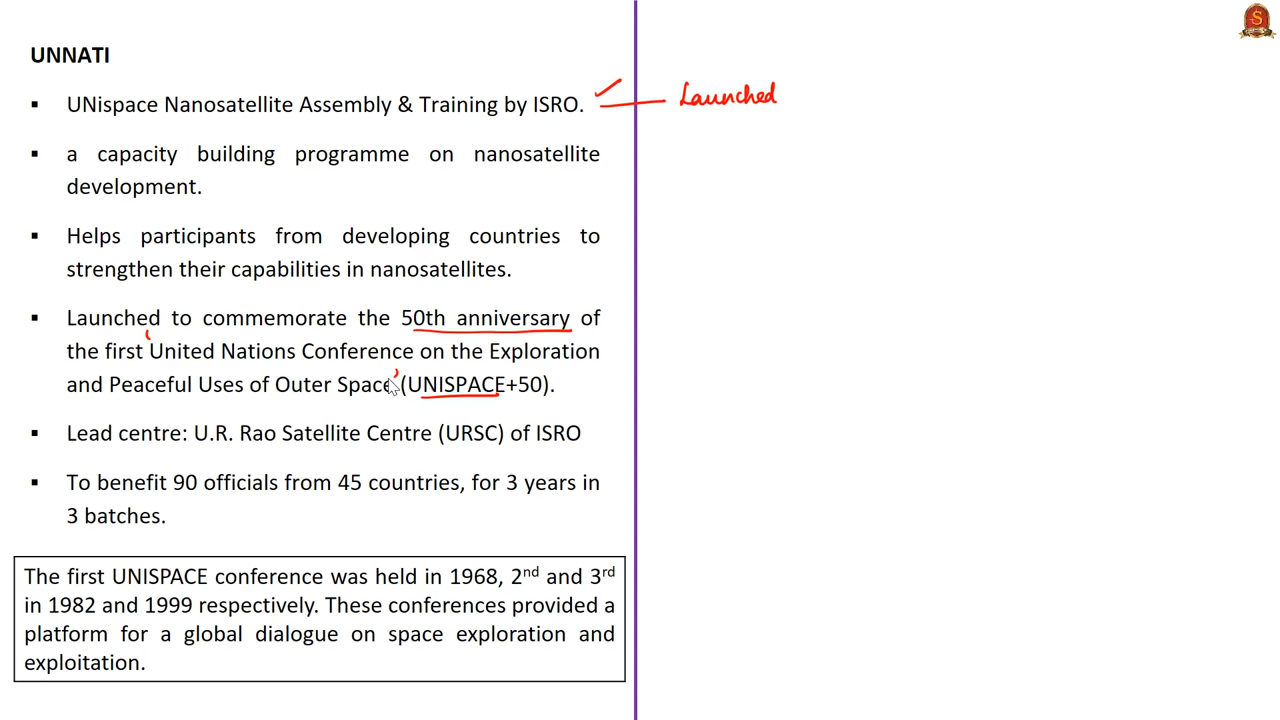 UNNATI
▪ UNispace Nanosatellite Assembly & Training by ISRO.
Launched
▪ a capacity building programme on nanosatellite
development.
▪ Helps participants from developing countries to
strengthen their capabilities in nanosatellites.
▪ Launched to commemorate the 50th anniversary of
the first United Nations Conference on the Exploration
and Peaceful Uses of Outer Space (UNISPACE+50).
▪ Lead centre: U.R. Rao Satellite Centre (URSC) of ISRO
▪ To benefit 90 officials from 45 countries, for 3 years in
3 batches.
The first UNISPACE conference was held in 1968, 2nd and 3rd
in 1982 and 1999 respectively. These conferences provided a
platform for a global dialogue on space exploration and
exploitation.